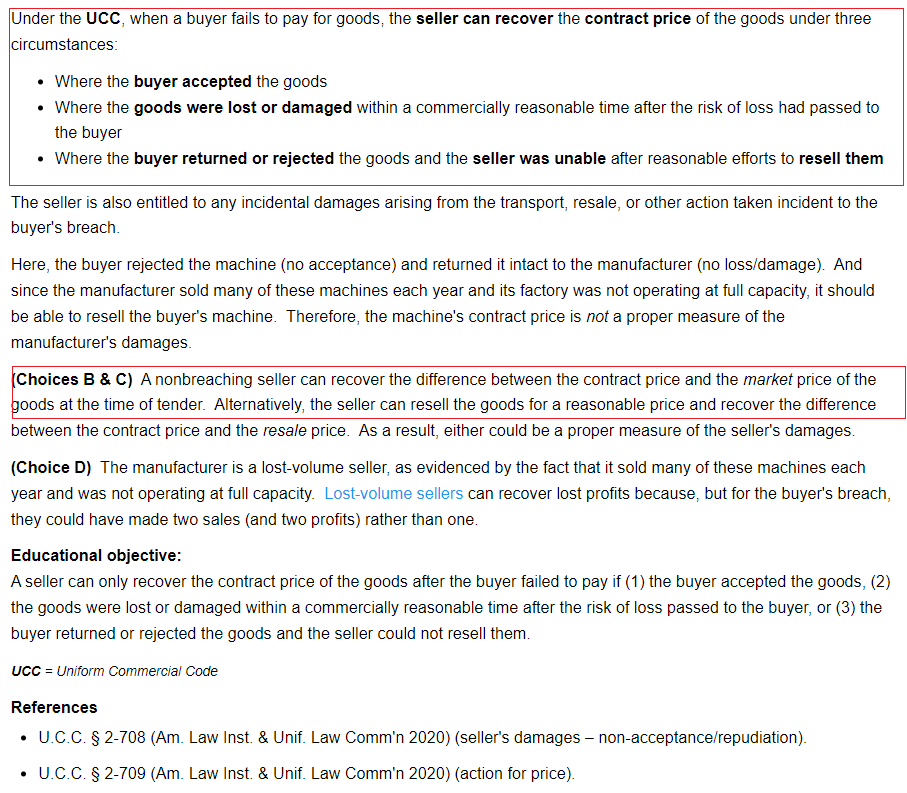 Under the UCC, when a buyer fails to pay for goods, the seller can recover the contract price of the goods under three
circumstances:
• Where the buyer accepted the goods
• Where the goods were lost or damaged within a commercially reasonable time after the risk of loss had passed to
the buyer
• Where the buyer returned or rejected the goods and the seller was unable after reasonable efforts to resell them
The seller is also entitled to any incidental damages arising from the transport, resale, or other action taken incident to the
buyer's breach.
Here, the buyer rejected the machine (no acceptance) and returned it intact to the manufacturer (no loss/damage). And
since the manufacturer sold many of these machines each year and its factory was not operating at full capacity, it should
be able to resell the buyer's machine. Therefore, the machine's contract price is not a proper measure of the
manufacturer's damages.
(Choices B & C) A nonbreaching seller can recover the difference between the contract price and the market price of the
goods at the time of tender. Alternatively, the seller can resell the goods for a reasonable price and recover the difference
between the contract price and the resale price. As a result, either could be a proper measure of the seller's damages.
(Choice D) The manufacturer is a lost-volume seller, as evidenced by the fact that it sold many of these machines each
year and was not operating at full capacity. Lost-volume sellers can recover lost profits because, but for the buyer's breach,
they could have made two sales (and two profits) rather than one.
Educational objective:
A seller can only recover the contract price of the goods after the buyer failed to pay if (1) the buyer accepted the goods, (2)
the goods were lost or damaged within a commercially reasonable time after the risk of loss passed to the buyer, or (3) the
buyer returned or rejected the goods and the seller could not resell them.
UCC = Uniform Commercial Code
References
• U.C.C. § 2-708 (Am. Law Inst. & Unif. Law Comm'n 2020) (seller's damages – non-acceptance/repudiation).
• U.C.C. § 2-709 (Am. Law Inst. & Unif. Law Comm'n 2020) (action for price).